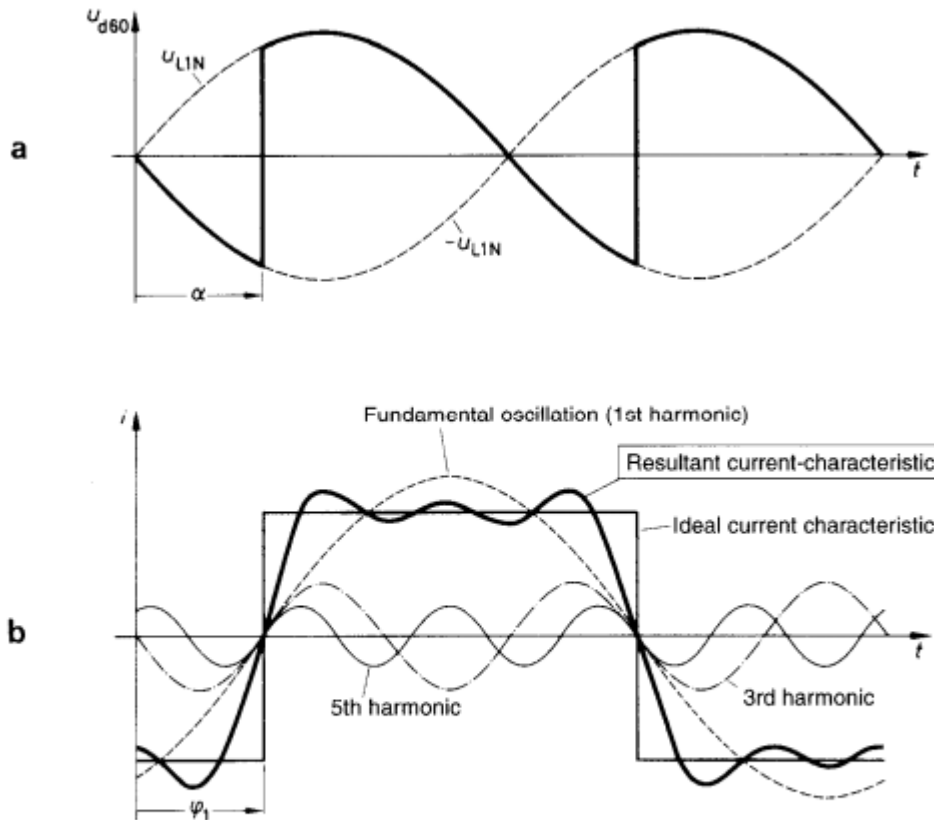 u_d60
u_L1N
a
t
-u_L1N
α
i
Fundamental oscillation (1st harmonic)
Resultant current-characteristic
Ideal current characteristic
b
t
5th harmonic
3rd harmonic
φ_1